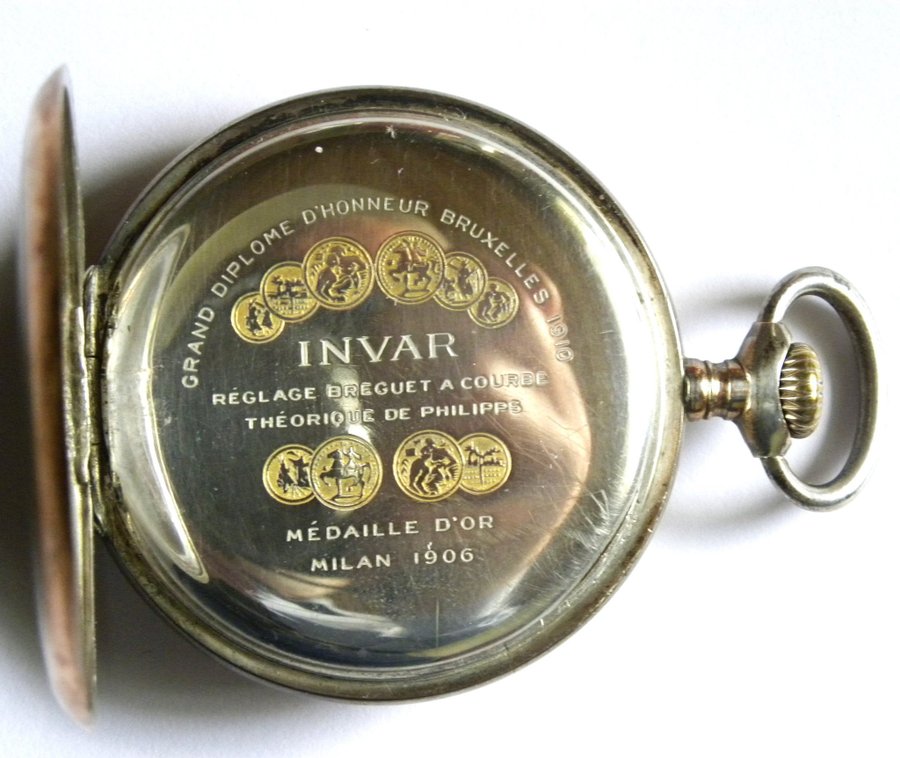 GRAND DIPLOME D'HONNEUR BRUXELLES 1910
INVAR
RÉGLAGE BREGUET A COURBE
THÉORIQUE DE PHILIPPS
MÉDAILLE D'OR
MILAN 1906